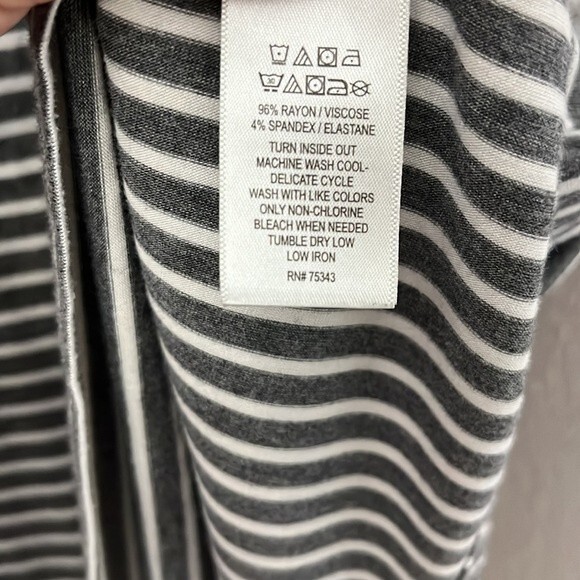 30
96% RAYON / VISCOSE
4% SPANDEX / ELASTANE
TURN INSIDE OUT
MACHINE WASH COOL-
DELICATE CYCLE
WASH WITH LIKE COLORS
ONLY NON-CHLORINE
BLEACH WHEN NEEDED
TUMBLE DRY LOW
LOW IRON
RN# 75343